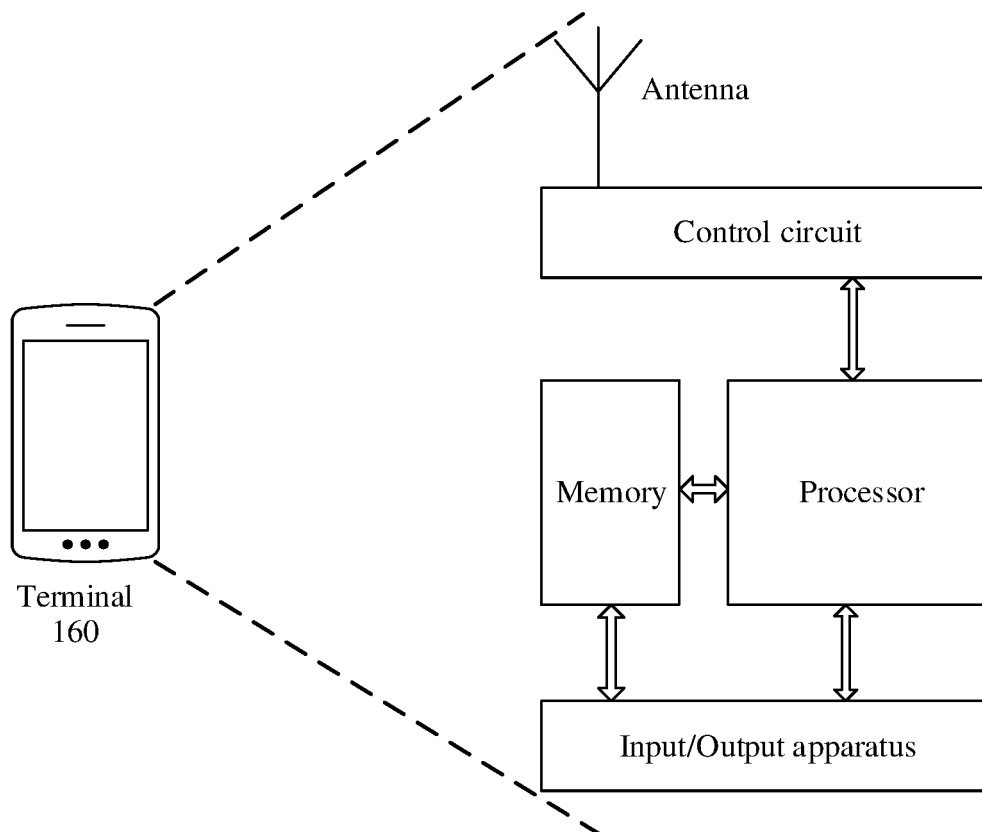 Antenna
Control circuit
Memory
Processor
Terminal
160
Input/Output apparatus